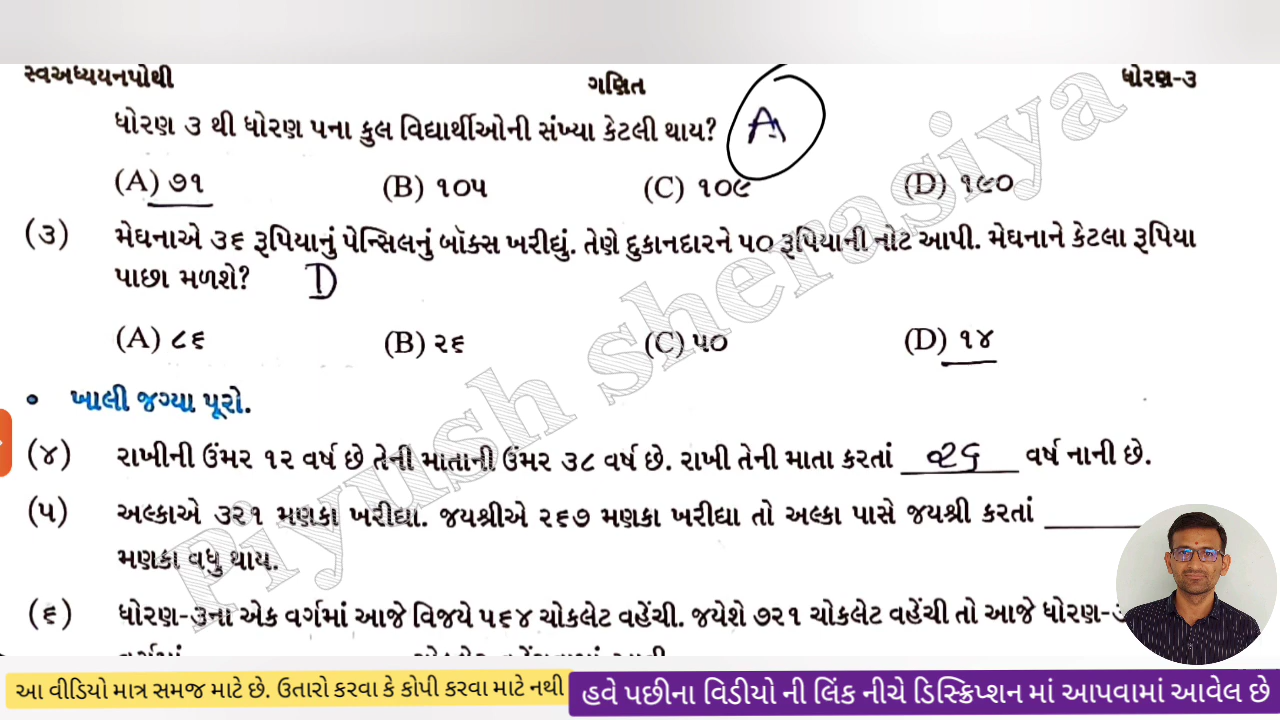 સ્વઅધ્યયનપોથી ગણિત ધોરણ-૩
ધોરણ ૩ થી ધોરણ ૫ના કુલ વિદ્યાર્થીઓની સંખ્યા કેટલી થાય? A
(A) ૭૧ (B) ૧૦૫ (C) ૧૦૯ (D) ૧૯૦
(૩) મેઘનાએ ૩૬ રૂપિયાનું પેન્સિલનું બૉક્સ ખરીદ્યું. તેણે દુકાનદારને ૫૦ રૂપિયાની નોટ આપી. મેઘનાને કેટલા રૂપિયા
પાછા મળશે? D
(A) ૮૬ (B) ૨૬ (C) ૫૦ (D) ૧૪
• ખાલી જગ્યા પૂરો.
(૪) રાખીની ઉંમર ૧૨ વર્ષ છે તેની માતાની ઉંમર ૩૮ વર્ષ છે. રાખી તેની માતા કરતાં ૨૬ વર્ષ નાની છે.
(૫) અલ્કાએ ૩૨૧ મણકા ખરીદ્યા. જયશ્રીએ ૨૬૭ મણકા ખરીદ્યા તો અલ્કા પાસે જયશ્રી કરતાં ________
મણકા વધુ થાય.
(૬) ધોરણ-૩ના એક વર્ગમાં આજે વિજયે ૫૬૪ ચોકલેટ વહેંચી. જયેશે ૭૨૧ ચોકલેટ વહેંચી તો આજે ધોરણ-૩
Piyush sherasiya
આ વીડિયો માત્ર સમજ માટે છે. ઉતારો કરવા કે કોપી કરવા માટે નથી
હવે પછીના વિડીયો ની લિંક નીચે ડિસ્ક્રિપ્શન માં આપવામાં આવેલ છે